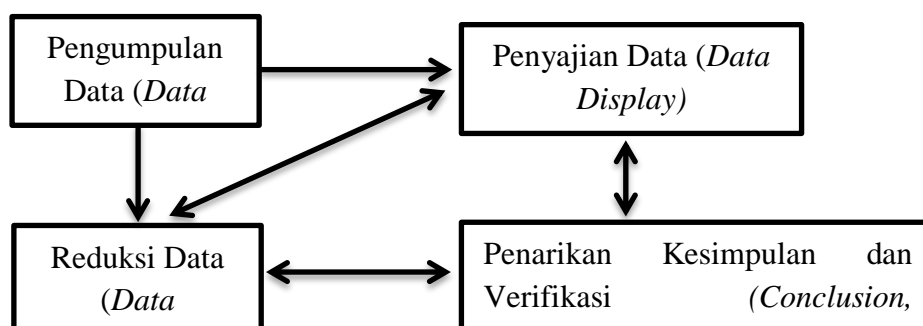 Pengumpulan
Data (Data
Penyajian Data (Data
Display)
Reduksi Data
(Data
Penarikan Kesimpulan dan
Verifikasi (Conclusion,